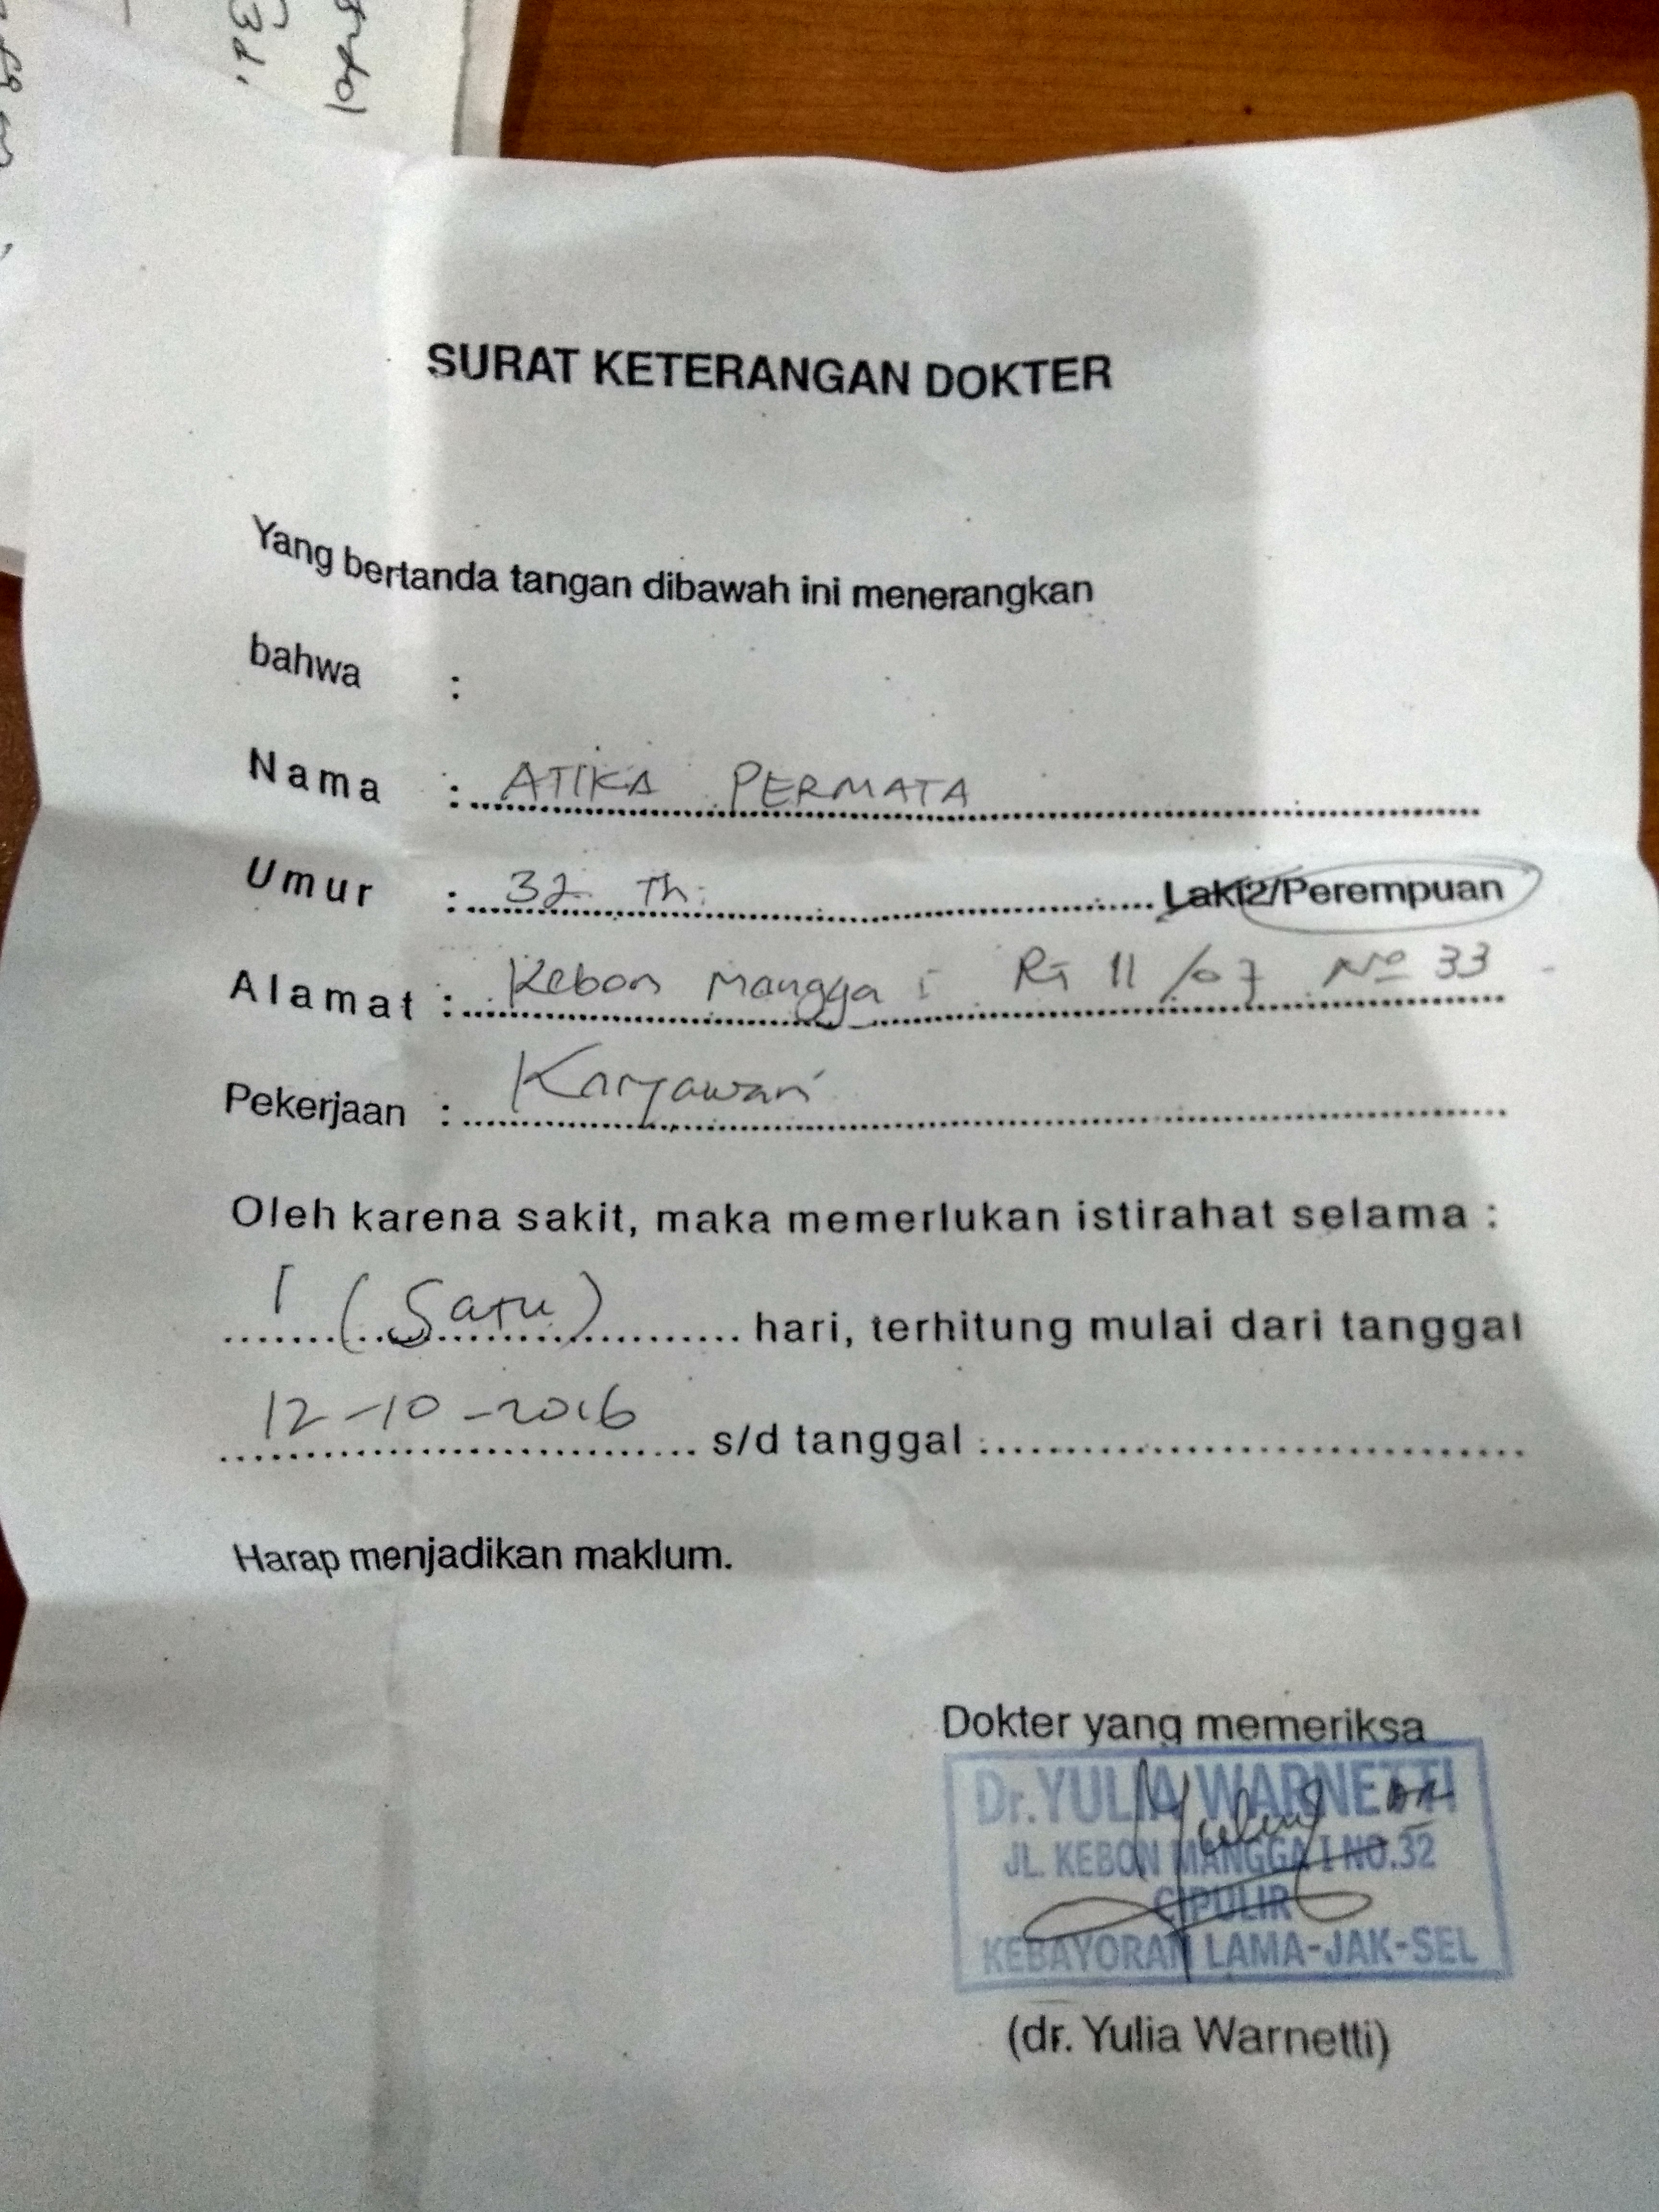 SURAT KETERANGAN DOKTER
Yang bertanda tangan dibawah ini menerangkan
bahwa :
Nama : ATIKA PERMATA
Umur : 32 Th. Laki2/Perempuan
Alamat : Kebon Mangga I RT 11/07 No 33
Pekerjaan : Karyawan
Oleh karena sakit, maka memerlukan istirahat selama :
1 (Satu) hari, terhitung mulai dari tanggal
12-10-2016 s/d tanggal :
Harap menjadikan maklum.
Dokter yang memeriksa
Dr. YULIA WARNETTI
JL. KEBON MANGGA I NO.32
CIPULIR
KEBAYORAN LAMA-JAK-SEL
(dr. Yulia Warnetti)